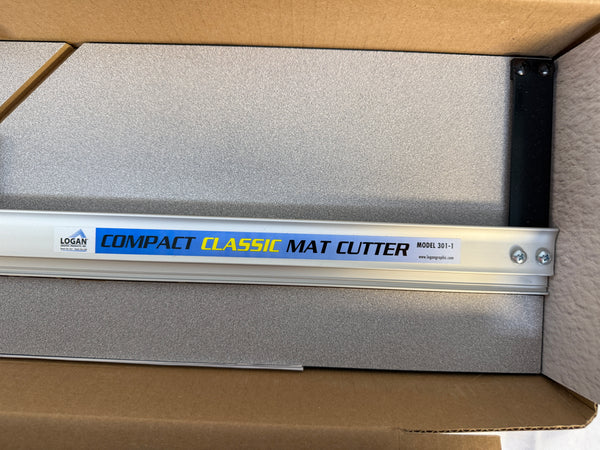 LOGAN
COMPACT CLASSIC MAT CUTTER
MODEL 301-1
www.logangraphic.com